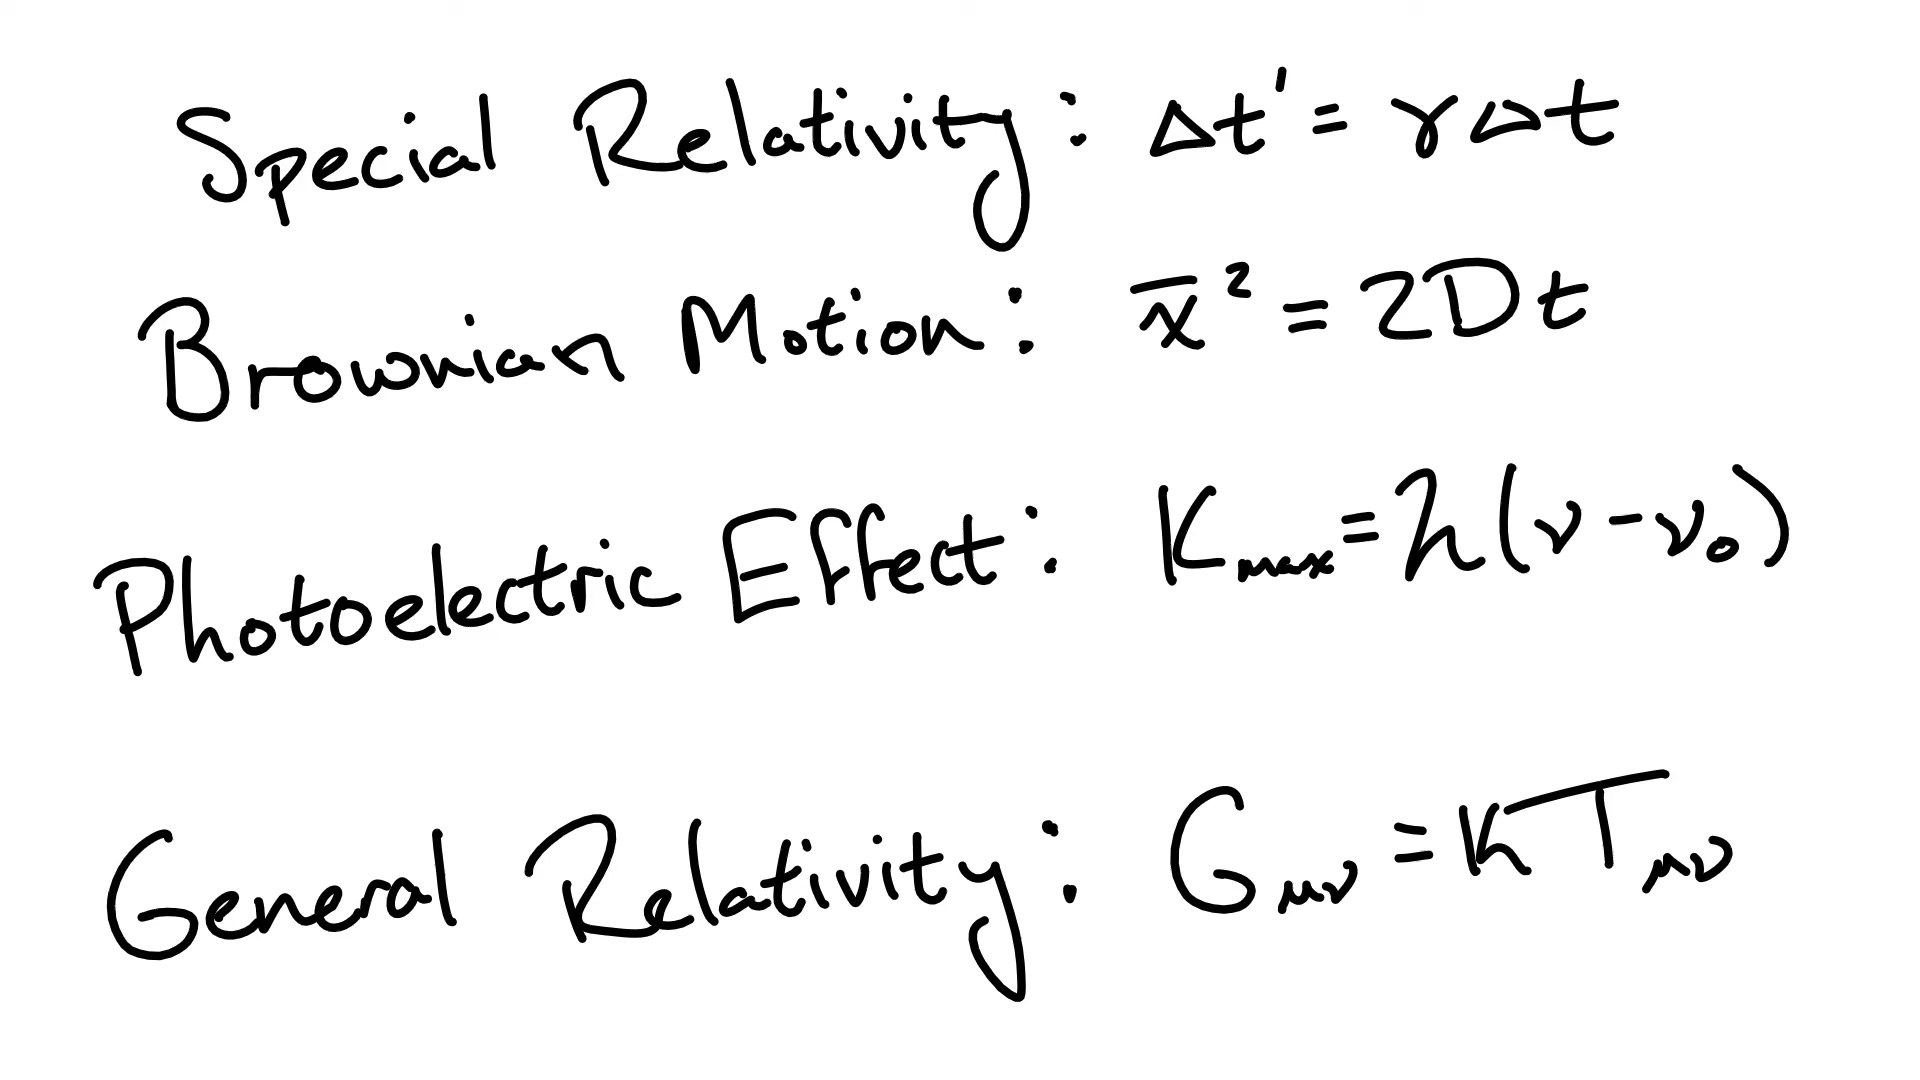 Special Relativity: Δt' = γΔt
Brownian Motion: x̅² = 2Dt
Photoelectric Effect: Kmax = h(ν - ν₀)
General Relativity: Gμν = κTμν